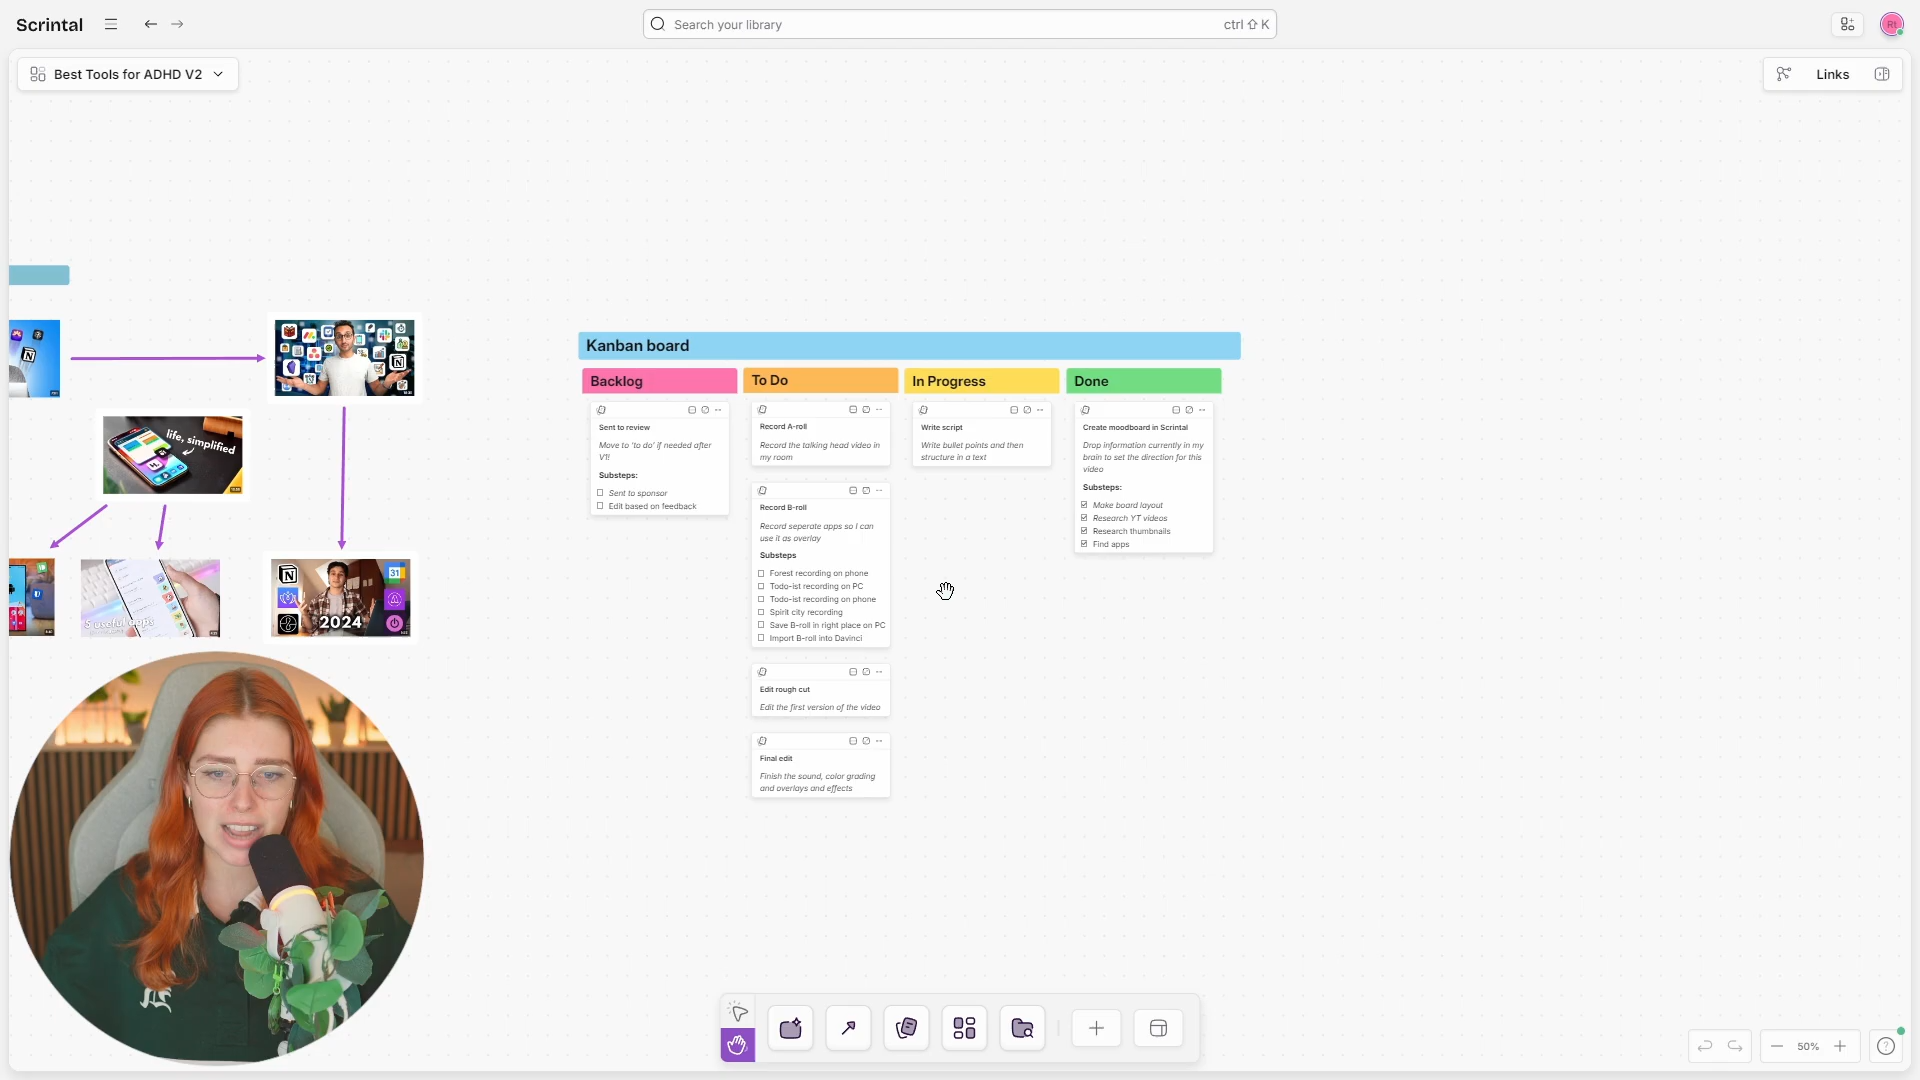 Scrintal
Search your library
ctrl ⇧ K
Rt
Best Tools for ADHD V2
Links
life, simplified
5 useful apps
31
2024
Kanban board
Backlog
To Do
In Progress
Done
Sent to review
Move to 'to do' if needed after
V1!
Substeps:
Sent to sponsor
Edit based on feedback
Record A-roll
Record the talking head video in
my room
Record B-roll
Record seperate apps so I can
use it as overlay
Substeps
Forest recording on phone
Todo-ist recording on PC
Todo-ist recording on phone
Spirit city recording
Save B-roll in right place on PC
Import B-roll into Davinci
Edit rough cut
Edit the first version of the video
Final edit
Finish the sound, color grading
and overlays and effects
Write script
Write bullet points and then
structure in a text
Create moodboard in Scrintal
Drop information currently in my
brain to set the direction for this
video
Substeps:
Make board layout
Research YT videos
Research thumbnails
Find apps
50%